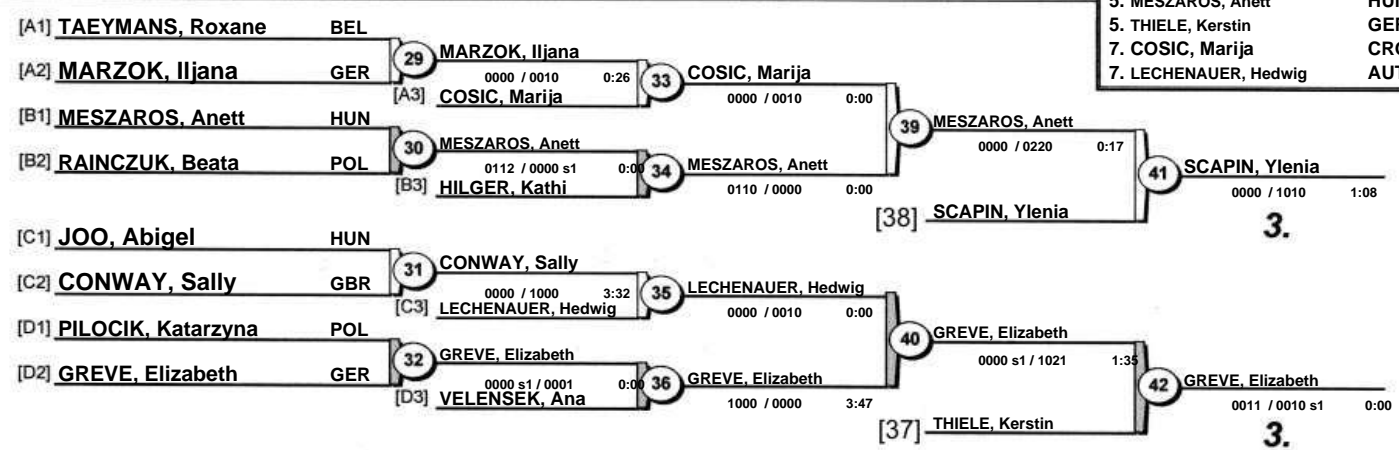 5. MESZAROS, Anett HUN
5. THIELE, Kerstin GER
7. COSIC, Marija CRO
7. LECHENAUER, Hedwig AUT
[A1] TAEYMANS, Roxane BEL
29
MARZOK, Iljana
0000 / 0010 0:26
[A2] MARZOK, Iljana GER
[A3] COSIC, Marija
33
COSIC, Marija
0000 / 0010 0:00
[B1] MESZAROS, Anett HUN
30
MESZAROS, Anett
0112 / 0000 s1 0:00
[B2] RAINCZUK, Beata POL
[B3] HILGER, Kathi
34
MESZAROS, Anett
0110 / 0000 0:00
39
MESZAROS, Anett
0000 / 0220 0:17
[38] SCAPIN, Ylenia
41
SCAPIN, Ylenia
0000 / 1010 1:08
3.
[C1] JOO, Abigel HUN
31
CONWAY, Sally
0000 / 1000 3:32
[C2] CONWAY, Sally GBR
[C3] LECHENAUER, Hedwig
35
LECHENAUER, Hedwig
0000 / 0010 0:00
[D1] PILOCIK, Katarzyna POL
32
GREVE, Elizabeth
0000 s1 / 0001 0:00
[D2] GREVE, Elizabeth GER
[D3] VELENSEK, Ana
36
GREVE, Elizabeth
1000 / 0000 3:47
40
GREVE, Elizabeth
0000 s1 / 1021 1:35
[37] THIELE, Kerstin
42
GREVE, Elizabeth
0011 / 0010 s1 0:00
3.